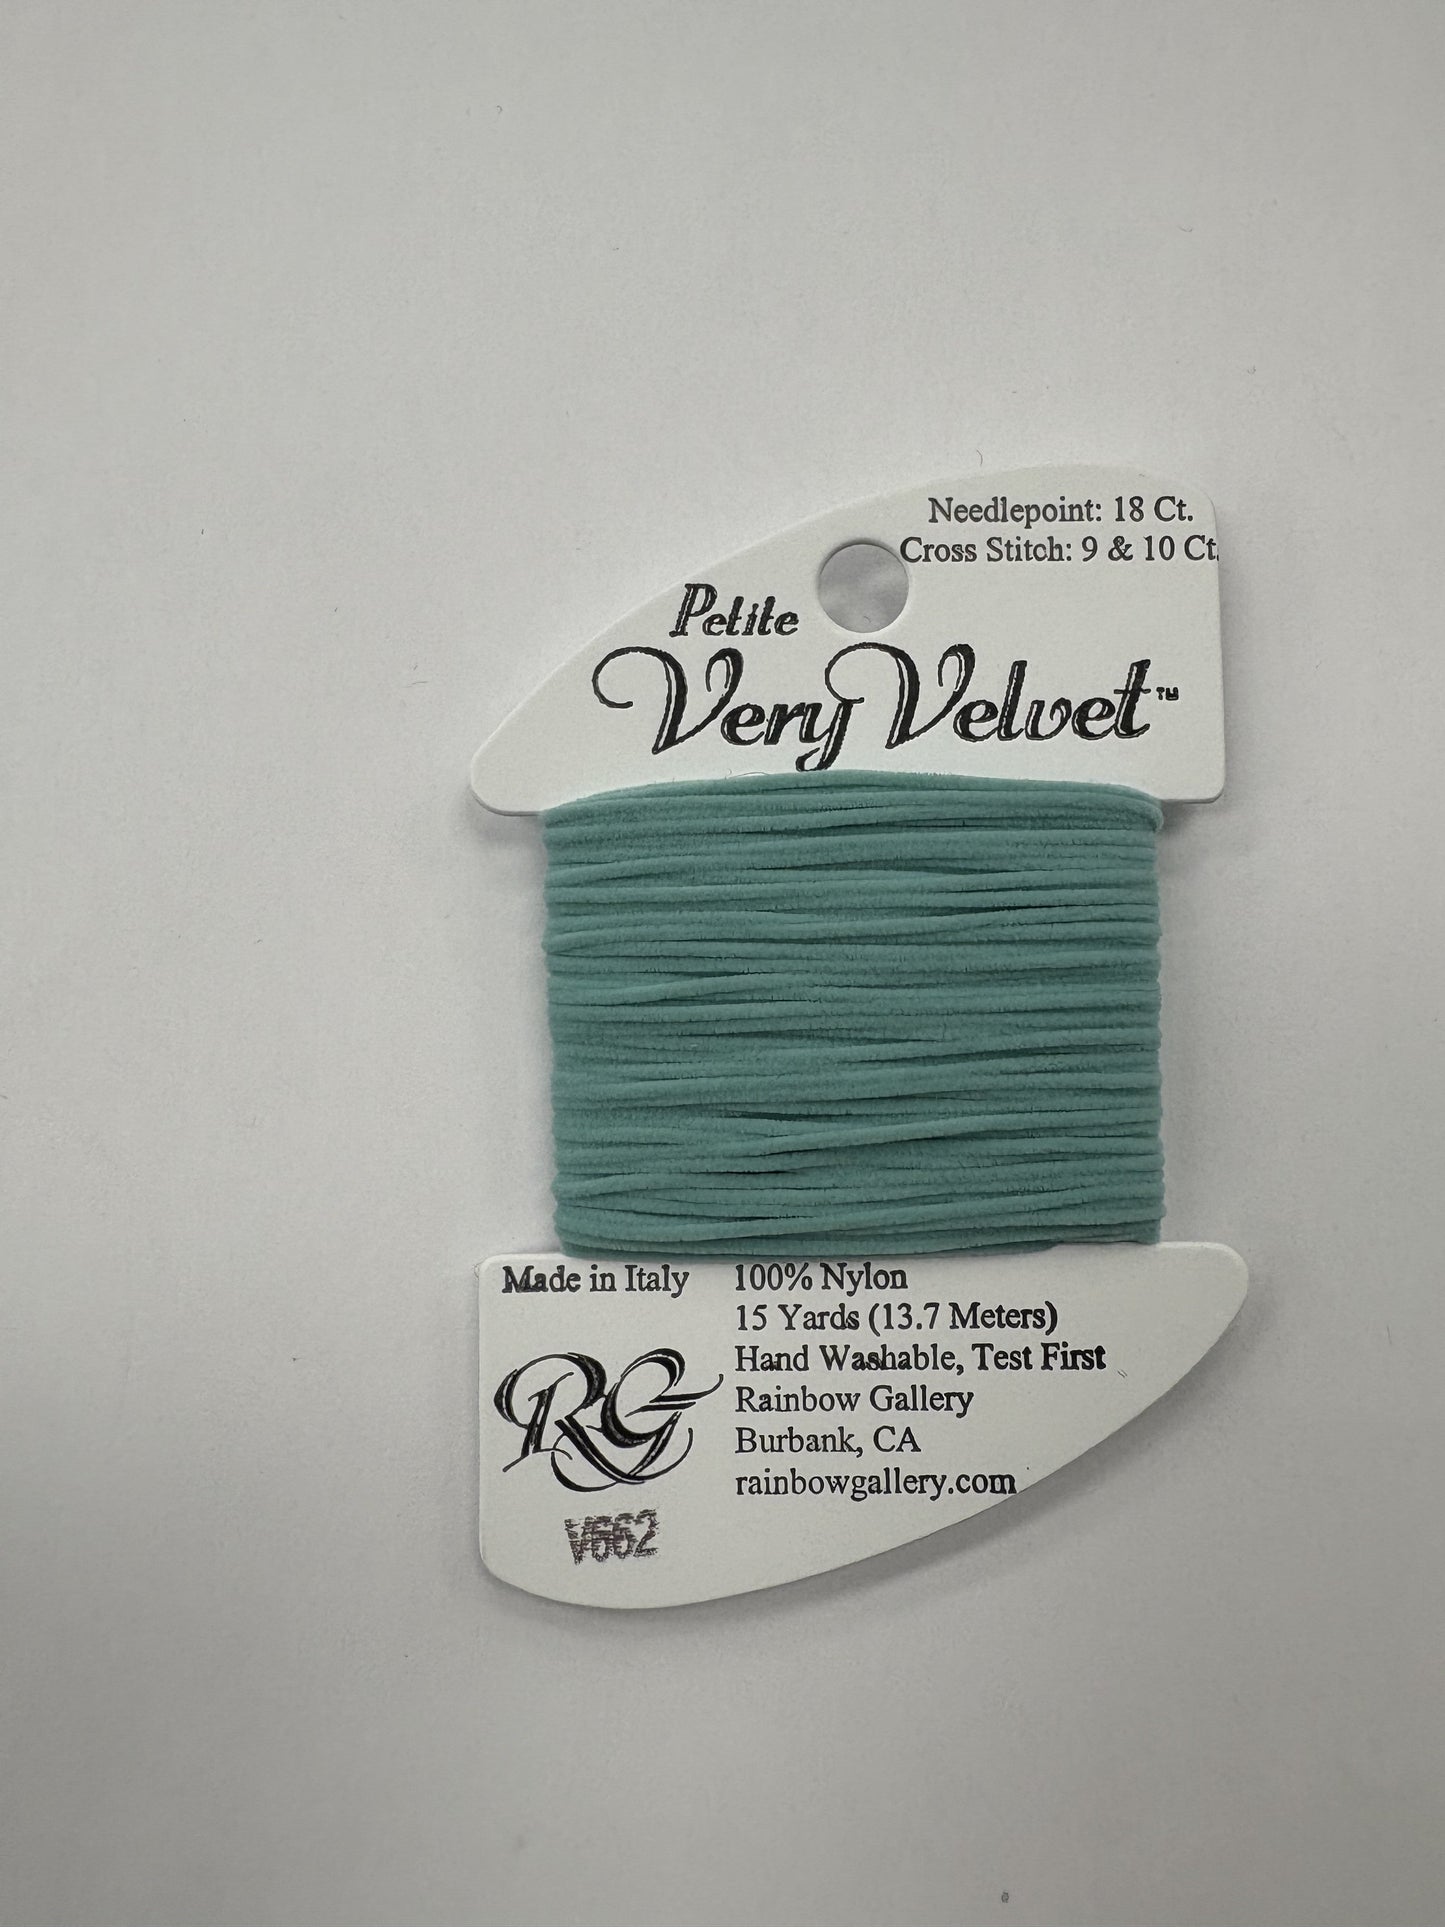 Needlepoint: 18 Ct.
Cross Stitch: 9 & 10 Ct.
Petite
Very Velvet™
Made in Italy
100% Nylon
15 Yards (13.7 Meters)
Hand Washable, Test First
Rainbow Gallery
Burbank, CA
rainbowgallery.com
RG
V662